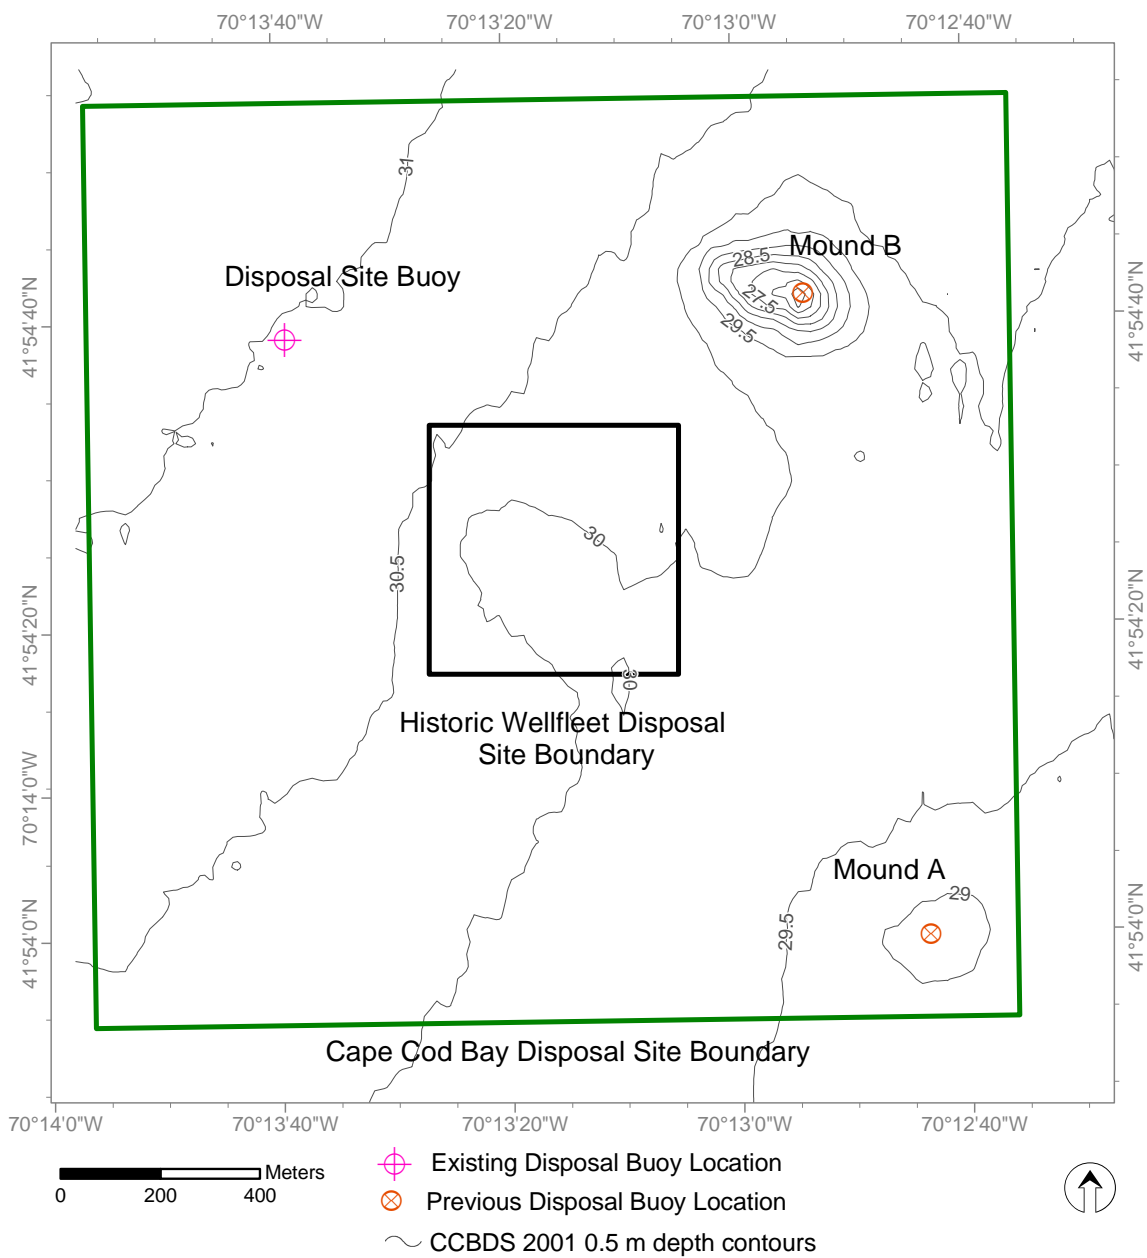 70°13'40"W
70°13'20"W
70°13'0"W
70°12'40"W
31
Mound B
28.5
Disposal Site Buoy
27.5
29.5
41°54'40"N
41°54'40"N
30
30.5
41°54'20"N
41°54'20"N
30
Historic Wellfleet Disposal
Site Boundary
70°14'0"W
Mound A
29
29.5
41°54'0"N
41°54'0"N
Cape Cod Bay Disposal Site Boundary
70°14'0"W
70°13'40"W
70°13'20"W
70°13'0"W
70°12'40"W
Meters
0
200
400
Existing Disposal Buoy Location
Previous Disposal Buoy Location
CCBDS 2001 0.5 m depth contours